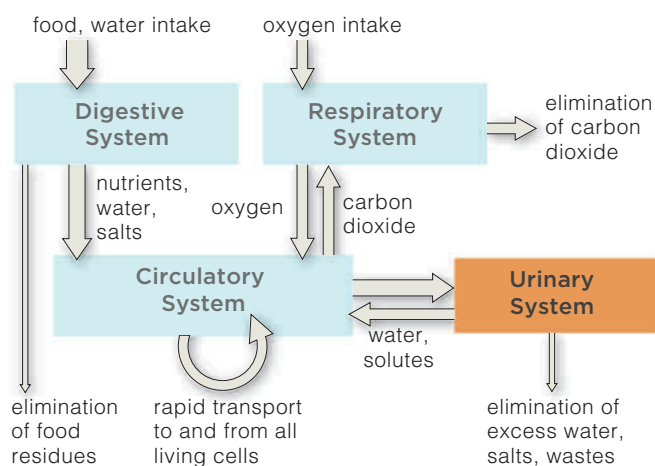 food, water intake
oxygen intake
Digestive
System
Respiratory
System
elimination
of carbon
dioxide
nutrients,
water,
salts
oxygen
carbon
dioxide
Circulatory
System
Urinary
System
water,
solutes
elimination
of food
residues
rapid transport
to and from all
living cells
elimination of
excess water,
salts, wastes